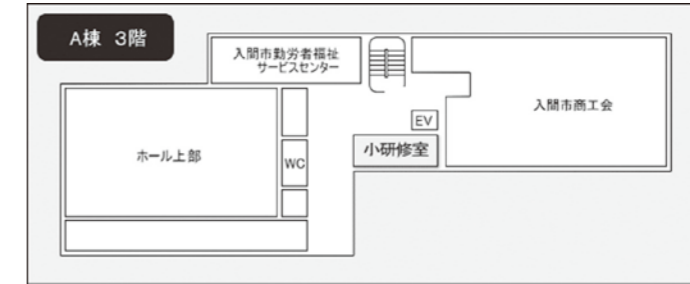 A棟 3階
入間市勤労者福祉
サービスセンター
入間市商工会
EV
小研修室
ホール上部
WC